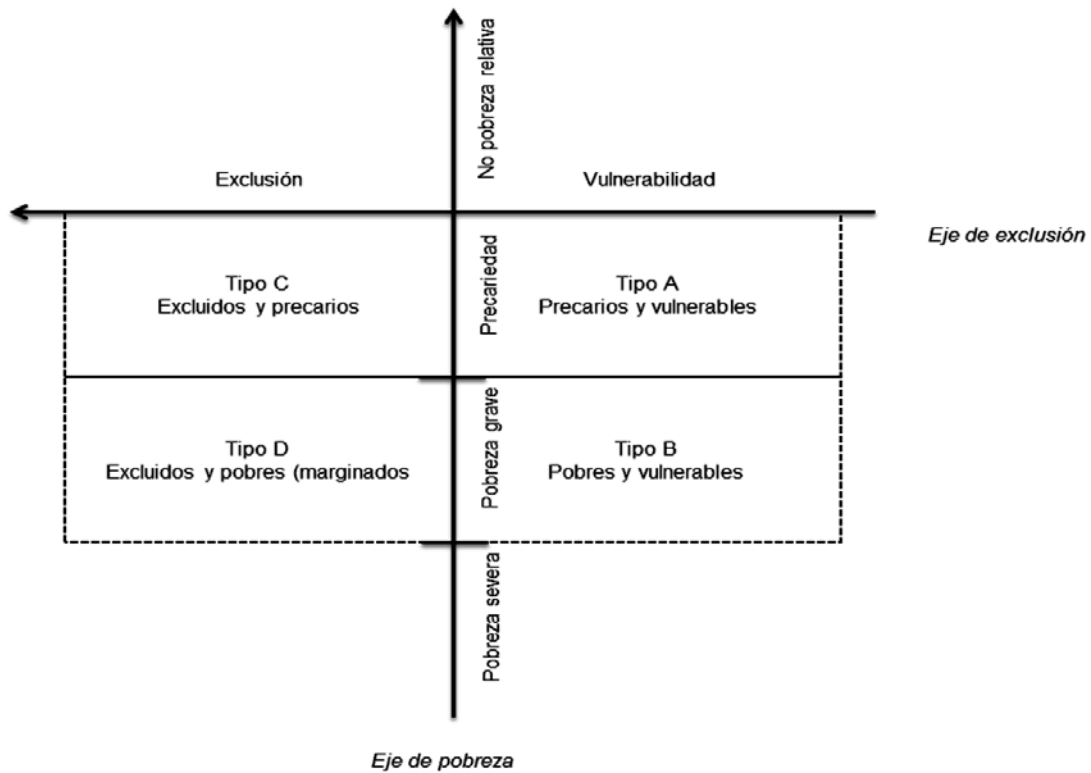 No pobreza relativa
Exclusión
Vulnerabilidad
Eje de exclusión
Tipo C
Excluidos y precarios
Precariedad
Tipo A
Precarios y vulnerables
Tipo D
Excluidos y pobres (marginados
Pobreza grave
Tipo B
Pobres y vulnerables
Pobreza severa
Eje de pobreza